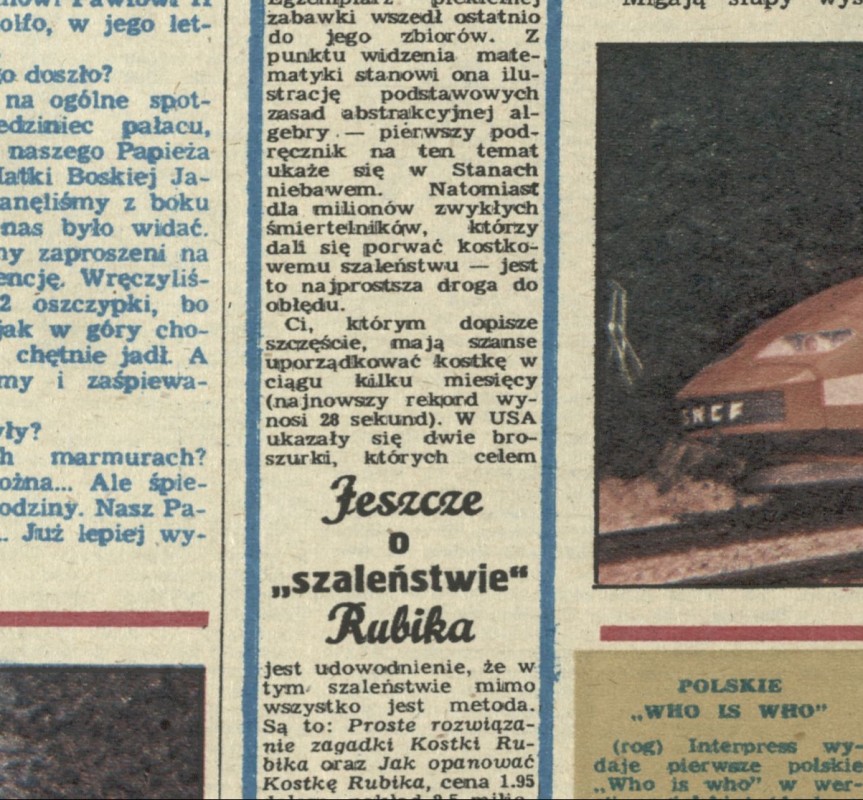 olfo, w jego let-
doszło?
na ogólne spot-
pałacu,
naszego Papieża
Matki Boskiej Ja-
z boku
nas było widać.
zaproszeni na
Wręczyliś-
2 oszczypki, bo
jak w góry cho-
chętnie jadł. A
my i zaśpiewa-
marmurach?
Ale śpie-
Nasz Pa-
Już lepiej wy-
Egzemplarz piekielnej
zabawki wszedł ostatnio
do jego zbiorów. Z
punktu widzenia mate-
matyki stanowi ona ilu-
strację podstawowych
zasad abstrakcyjnej al-
gebry — pierwszy pod-
ręcznik na ten temat
ukaże się w Stanach
niebawem. Natomiast
dla milionów zwykłych
śmiertelników, którzy
dali się porwać kostko-
wemu szaleństwu — jest
to najprostsza droga do
obłędu.
Ci, którym dopisze
szczęście, mają szanse
uporządkować kostkę w
ciągu kilku miesięcy
(najnowszy rekord wy-
nosi 28 sekund). W USA
ukazały się dwie bro-
szurki, których celem
Jeszcze
o
„szaleństwie“
Rubika
jest udowodnienie, że w
tym szaleństwie mimo
wszystko jest metoda.
Są to: Proste rozwiąza-
nie zagadki Kostki Ru-
bika oraz Jak opanować
Kostkę Rubika, cena 1.95
Migają słupy
SNCF
POLSKIE
„WHO IS WHO”
(rog) Interpress wy-
daje pierwsze polskie
„Who is who” w wer-